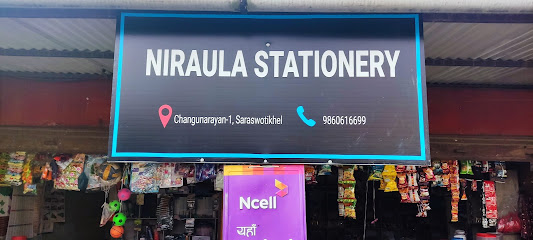 NIRAULA STATIONERY
Changunarayan-1, Saraswotikhel
9860616699
Ncell
यहाँ